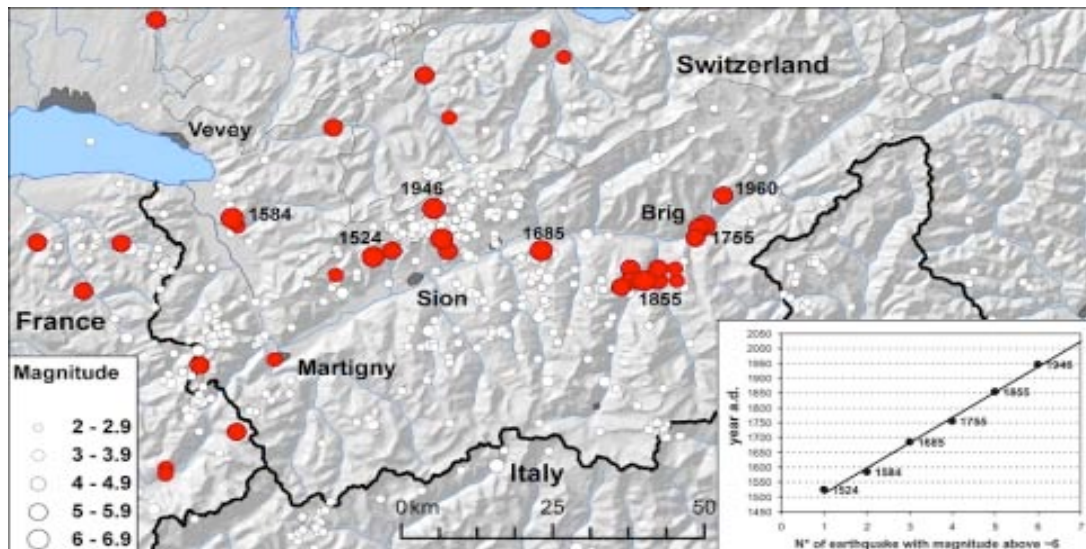 Switzerland
Vevey
1946
1960
1584
Brig
1524
1685
1755
Sion
1855
France
Martigny
Magnitude
2 - 2.9
3 - 3.9
4 - 4.9
5 - 5.9
6 - 6.9
Italy
0 km
25
50
year a.d.
2050
2000
1950
1900
1850
1800
1750
1700
1650
1600
1550
1500
1450
1946
1855
1755
1685
1584
1524
0 1 2 3 4 5 6 7
N° of earthquake with magnitude above ~6